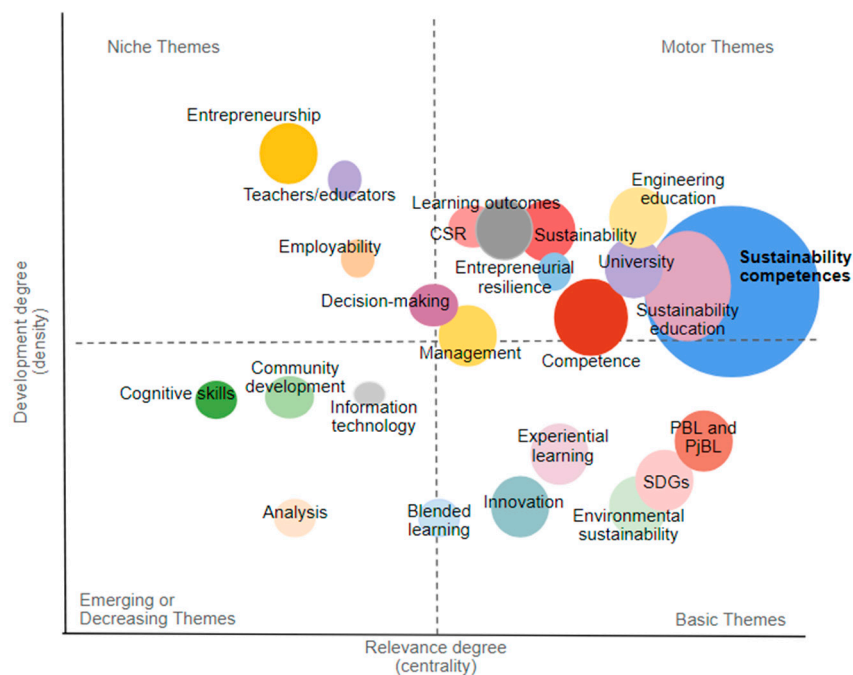 Niche Themes
Motor Themes
Entrepreneurship
Teachers/educators
Engineering
education
Learning outcomes
CSR
Sustainability
Employability
Entrepreneurial
resilience
University
Sustainability
competences
Decision-making
Sustainability
education
Management
Competence
Development degree
(density)
Cognitive skills
Community
development
Information
technology
Experiential
learning
PBL and
PjBL
SDGs
Analysis
Blended
learning
Innovation
Environmental
sustainability
Emerging or
Decreasing Themes
Basic Themes
Relevance degree
(centrality)